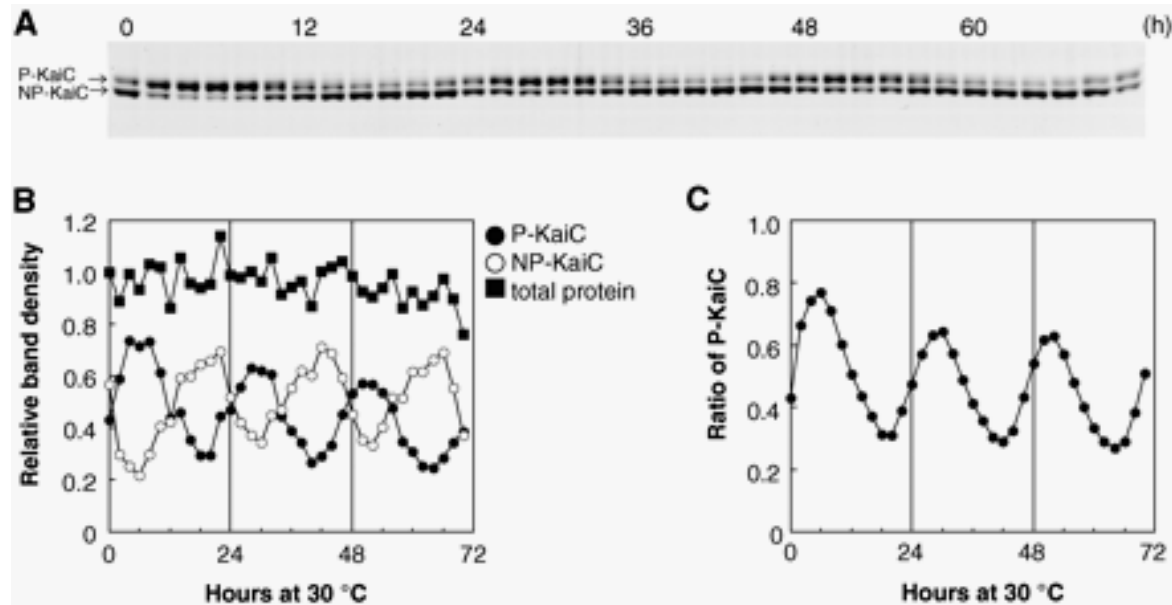 A
0 12 24 36 48 60 (h)
P-KaiC
NP-KaiC
B
Relative band density
1.2
1.0
0.8
0.6
0.4
0.2
0
0 24 48 72
Hours at 30 °C
P-KaiC
NP-KaiC
total protein
C
Ratio of P-KaiC
1.0
0.8
0.6
0.4
0.2
0
0 24 48 72
Hours at 30 °C